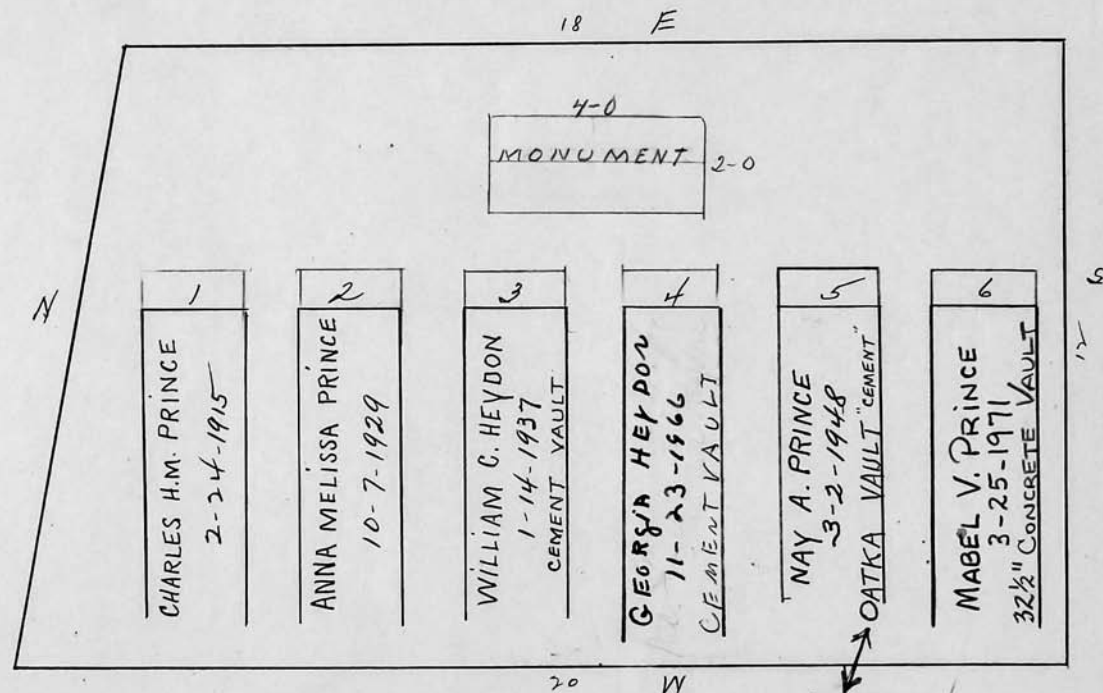 18 E
4-0
MONUMENT
2-0
N
S
12
1
CHARLES H.M. PRINCE
2-24-1915
2
ANNA MELISSA PRINCE
10-7-1929
3
WILLIAM C. HEYDON
1-14-1937
CEMENT VAULT
4
GEORGIA HEYDON
11-23-1966
CEMENT VAULT
5
NAY A. PRINCE
3-2-1948
OATKA VAULT "CEMENT"
6
MABEL V. PRINCE
3-25-1971
32½" CONCRETE VAULT
20 W